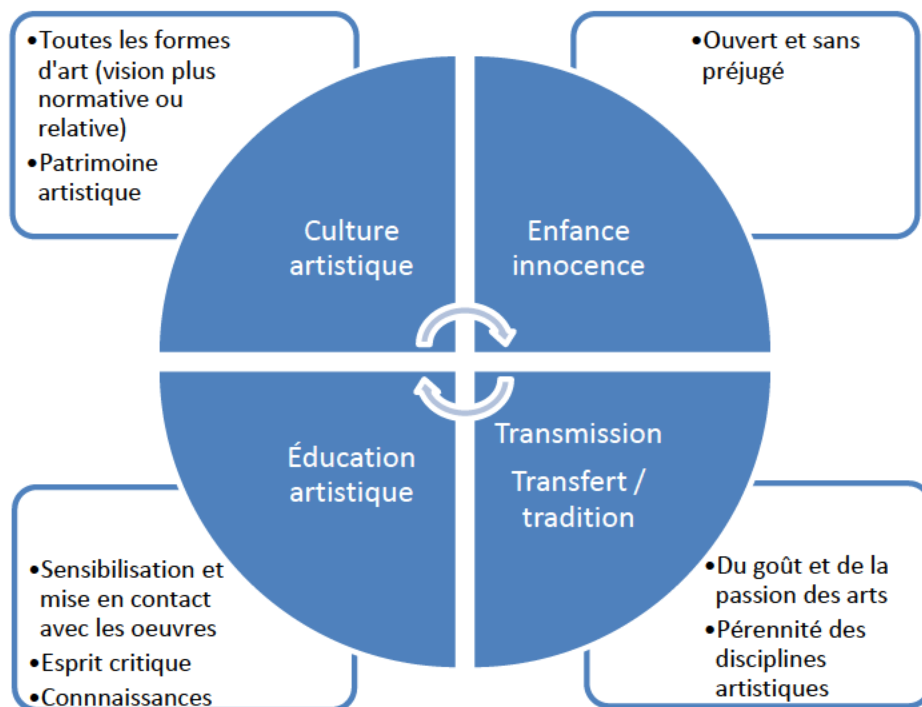 •Toutes les formes
d'art (vision plus
normative ou
relative)
•Patrimoine
artistique
•Ouvert et sans
préjugé
Culture
artistique
Enfance
innocence
Éducation
artistique
Transmission
Transfert /
tradition
•Sensibilisation et
mise en contact
avec les oeuvres
•Esprit critique
•Connnaissances
•Du goût et de la
passion des arts
•Pérennité des
disciplines
artistiques